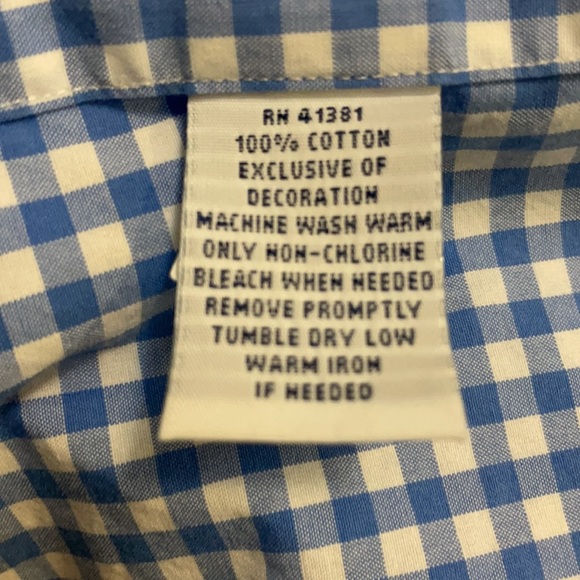 RN 41381
100% COTTON
EXCLUSIVE OF
DECORATION
MACHINE WASH WARM
ONLY NON-CHLORINE
BLEACH WHEN NEEDED
REMOVE PROMPTLY
TUMBLE DRY LOW
WARM IRON
IF NEEDED